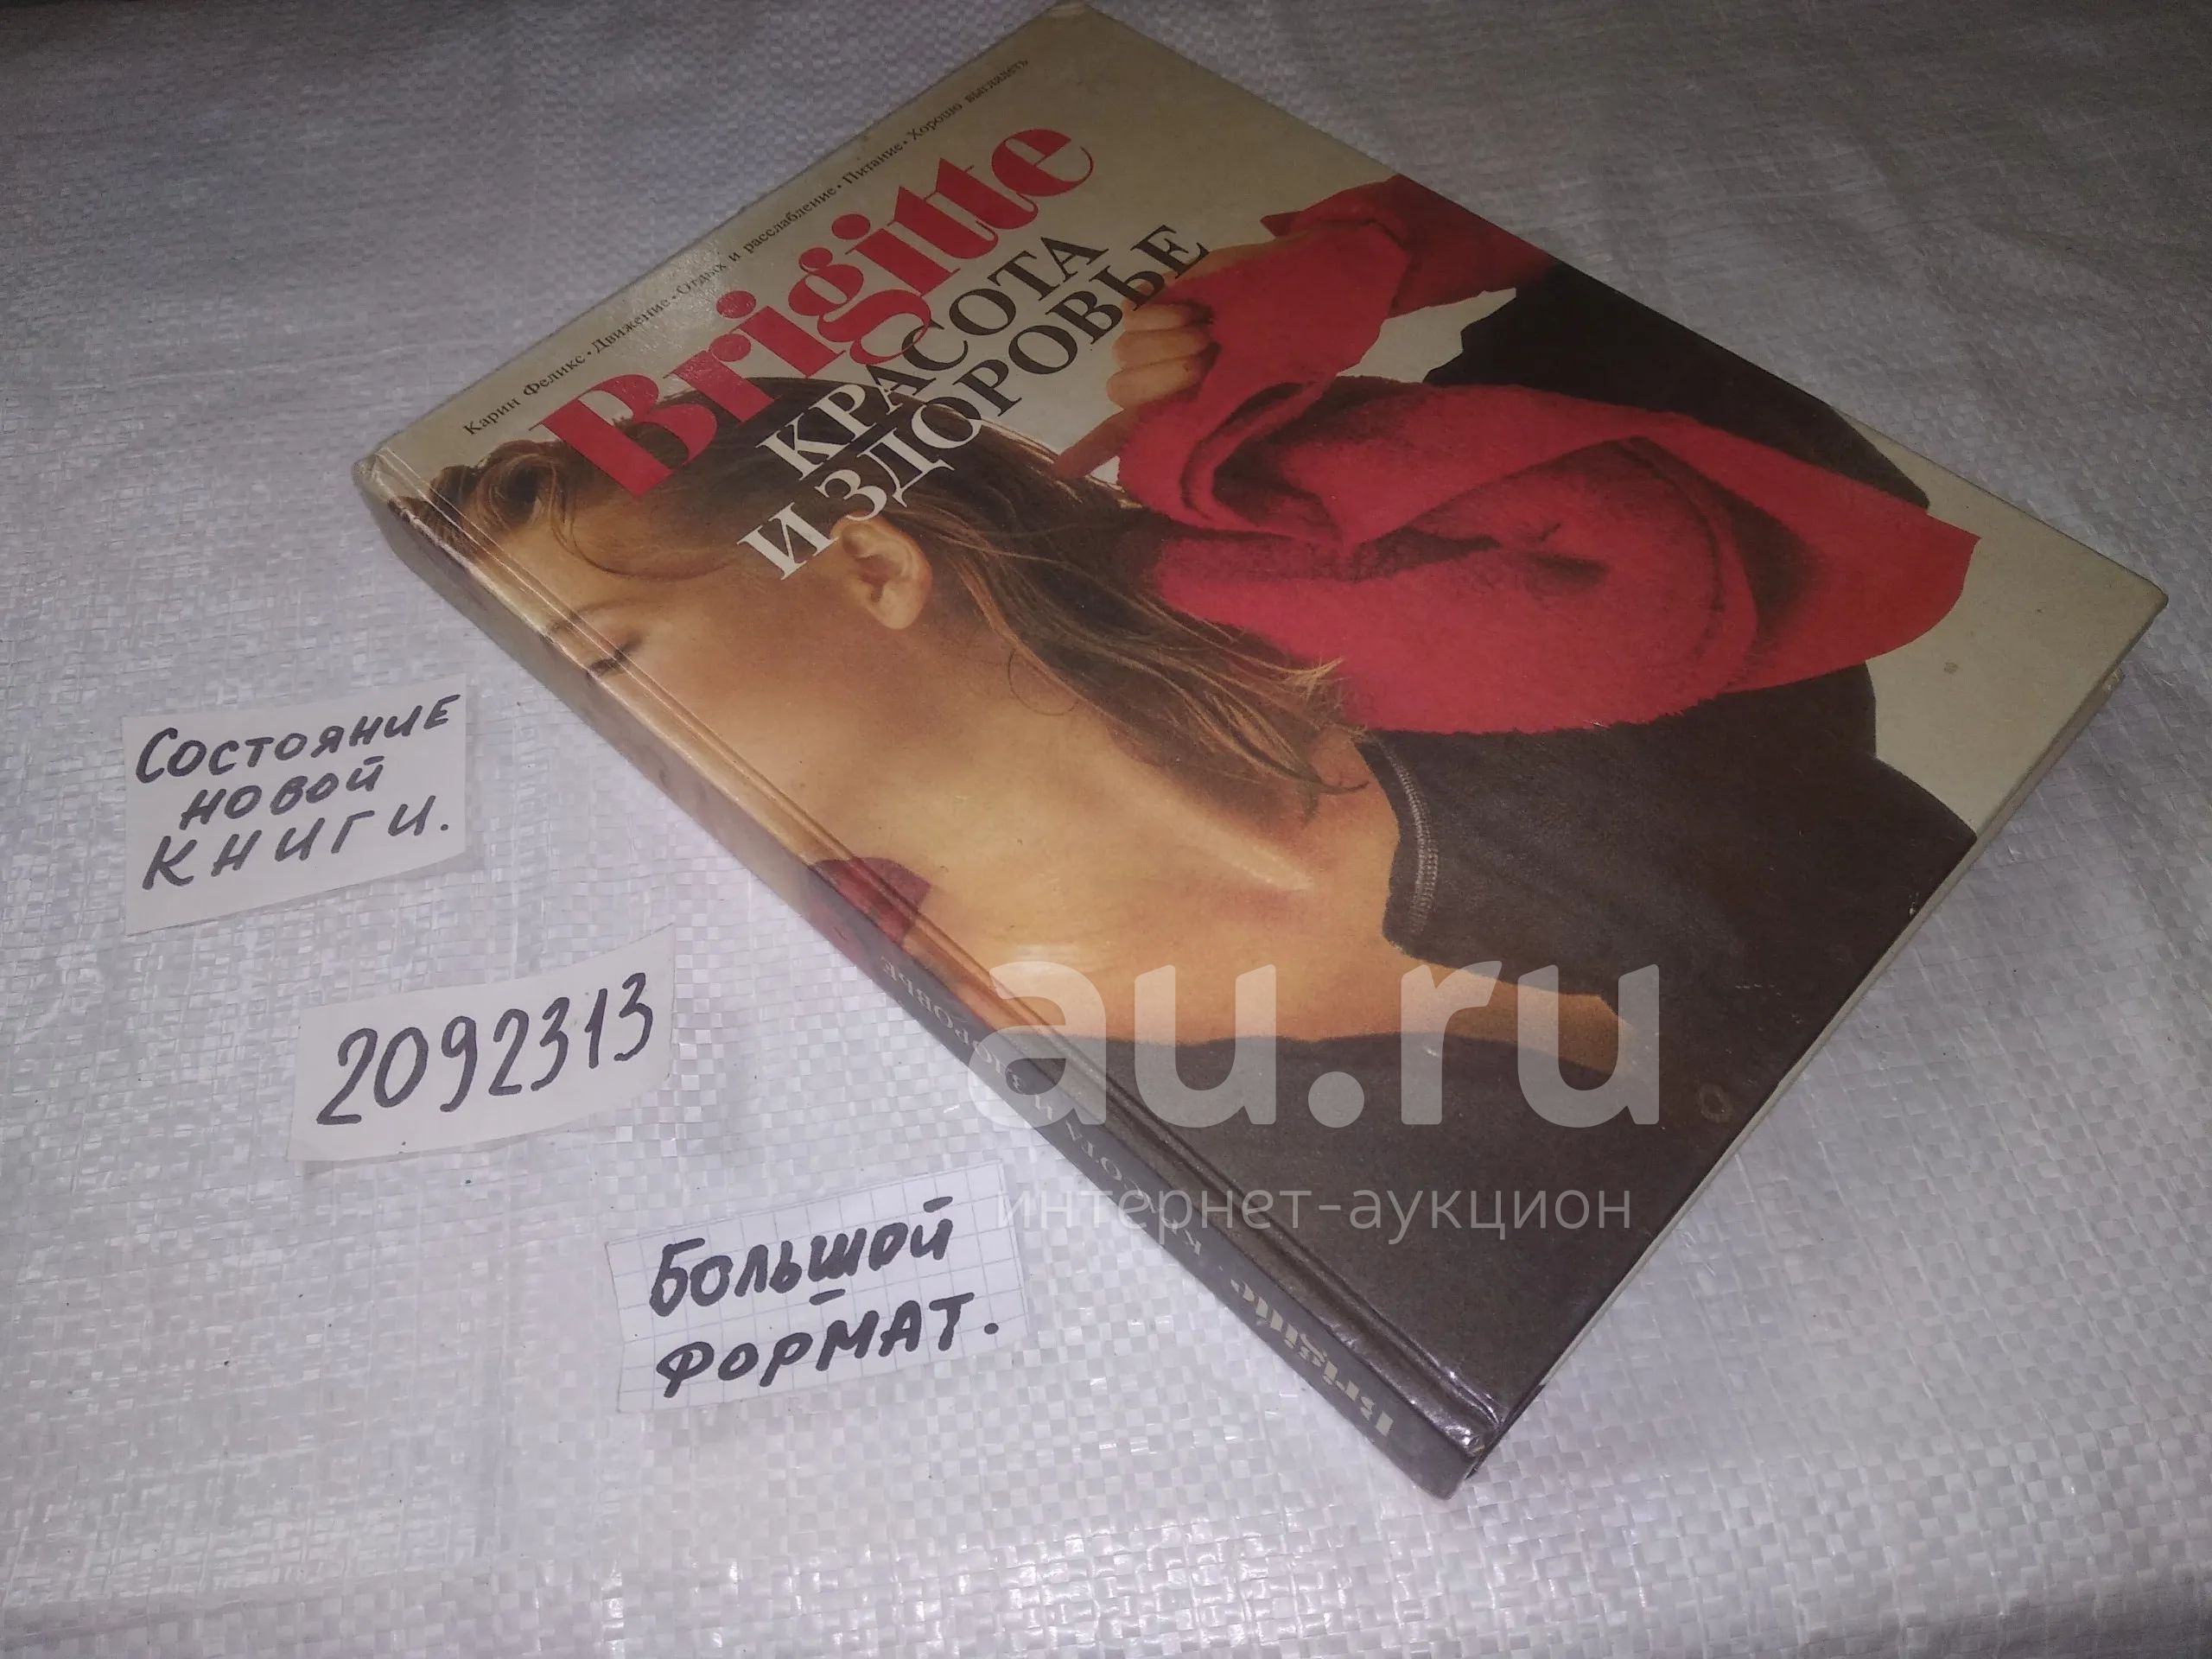 Карин Феликс · Движение · Отдых и расслабление · Питание · Хорошо выглядеть
Brigitte
КРАСОТА
И ЗДОРОВЬЕ
Состояние
новой
книги.
2092313
Большой
формат.
Brigitte КРАСОТА И ЗДОРОВЬЕ
au.ru
интернет-аукцион